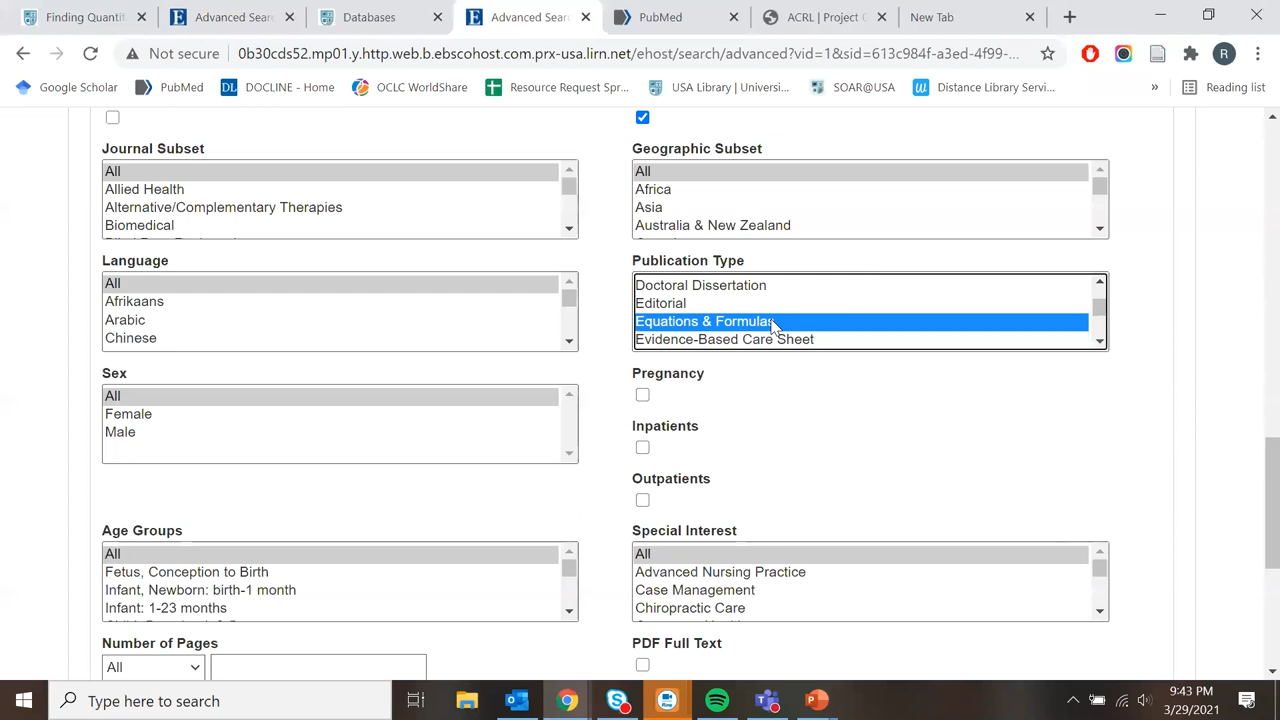 Finding Quantit
Advanced Sear
Databases
Advanced Sear
PubMed
ACRL | Project O
New Tab
Not secure
0b30cds52.mp01.y.http.web.b.ebscohost.com.prx-usa.lirn.net/ehost/search/advanced?vid=1&sid=613c984f-a3ed-4f99-...
R
Google Scholar
PubMed
DL DOCLINE - Home
OCLC WorldShare
Resource Request Spr...
USA Library | Universi...
SOAR@USA
Distance Library Servi...
»
Reading list
Journal Subset
All
Allied Health
Alternative/Complementary Therapies
Biomedical
Geographic Subset
All
Africa
Asia
Australia & New Zealand
Language
All
Afrikaans
Arabic
Chinese
Publication Type
Doctoral Dissertation
Editorial
Equations & Formulas
Evidence-Based Care Sheet
Sex
All
Female
Male
Pregnancy
Inpatients
Outpatients
Age Groups
All
Fetus, Conception to Birth
Infant, Newborn: birth-1 month
Infant: 1-23 months
Special Interest
All
Advanced Nursing Practice
Case Management
Chiropractic Care
Number of Pages
All
PDF Full Text
Type here to search
9:43 PM
3/29/2021